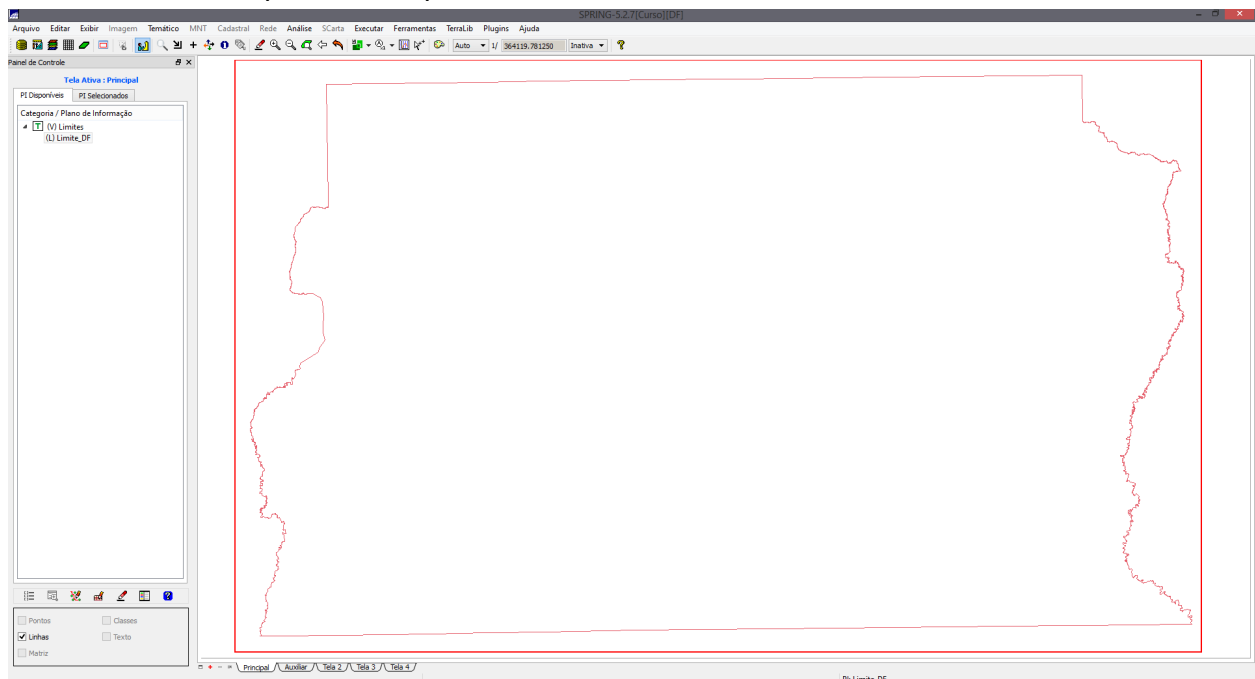 SPRING-5.2.7[Curso][DF]
Arquivo Editar Exibir Imagem Temático MNT Cadastral Rede Análise SCarta Executar Ferramentas TerraLib Plugins Ajuda
Auto 1/ 364119.781250 Inativa
Painel de Controle
Tela Ativa : Principal
PI Disponíveis PI Selecionados
Categoria / Plano de Informação
T (V) Limites
(L) Limite_DF
Pontos Classes
Linhas Texto
Matriz
Principal Auxiliar Tela 2 Tela 3 Tela 4
PI: Limite_DF